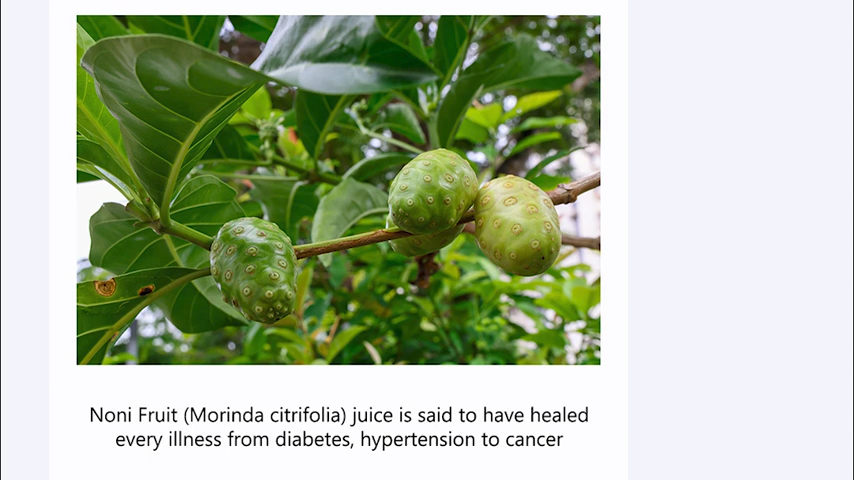 Noni Fruit (Morinda citrifolia) juice is said to have healed
every illness from diabetes, hypertension to cancer